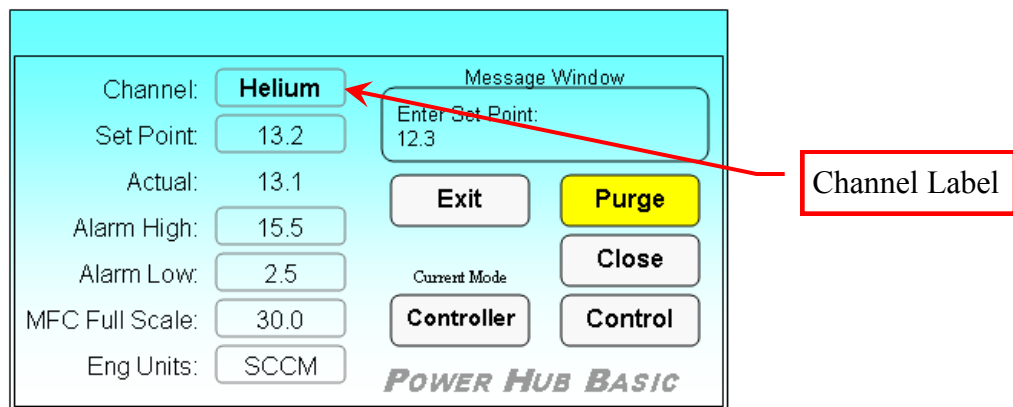 Channel: Helium
Set Point: 13.2
Actual: 13.1
Alarm High: 15.5
Alarm Low: 2.5
MFC Full Scale: 30.0
Eng Units: SCCM
Message Window
Enter Set Point:
12.3
Exit
Purge
Close
Current Mode
Controller
Control
POWER HUB BASIC
Channel Label